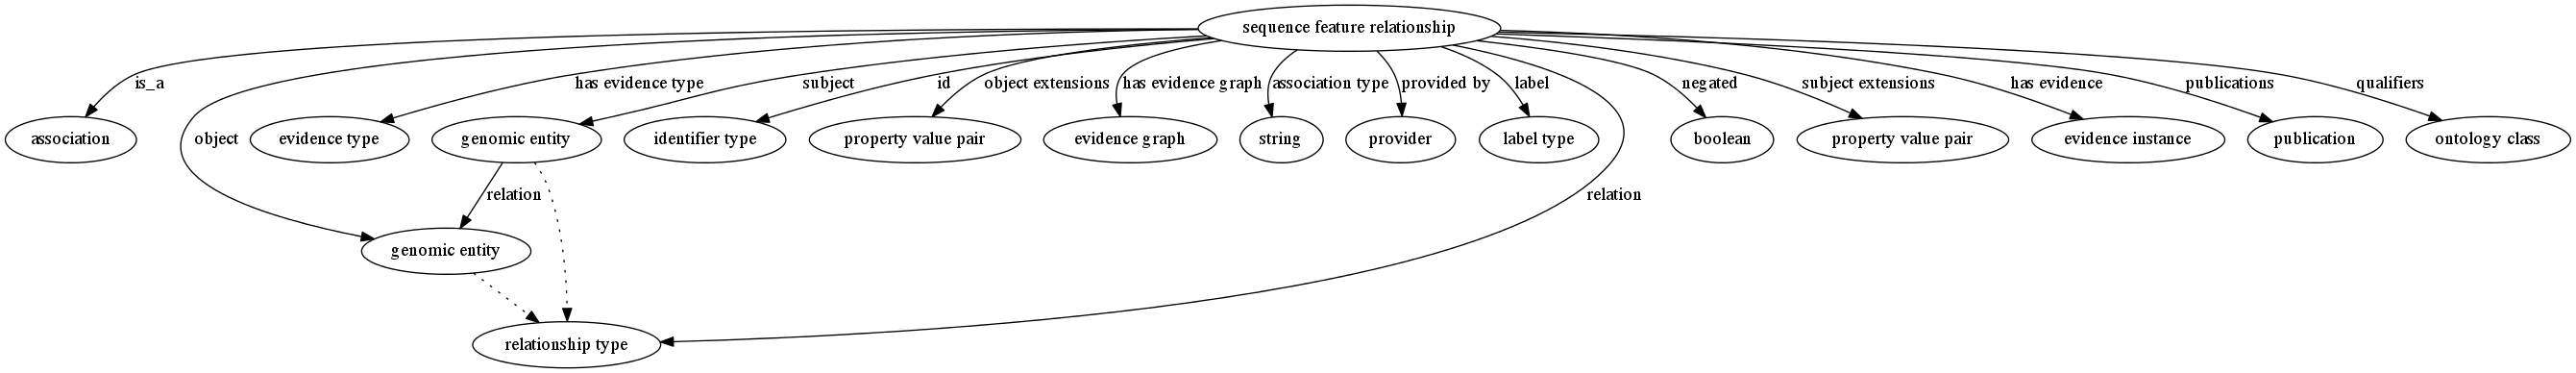 sequence feature relationship
is_a
has evidence type
subject
id
object extensions
has evidence graph
association type
provided by
label
negated
subject extensions
has evidence
publications
qualifiers
association
object
evidence type
genomic entity
identifier type
property value pair
evidence graph
string
provider
label type
boolean
property value pair
evidence instance
publication
ontology class
relation
relation
genomic entity
relationship type